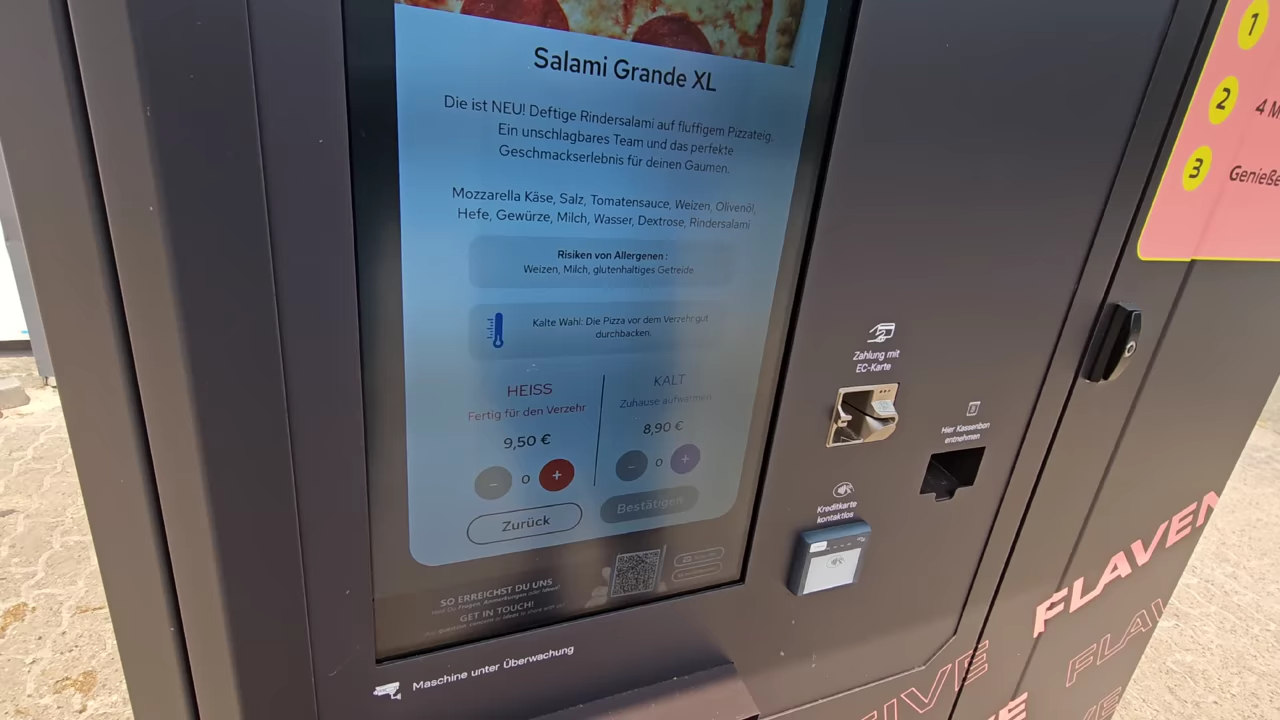 Salami Grande XL
Die ist NEU! Deftige Rindersalami auf fluffigem Pizzateig.
Ein unschlagbares Team und das perfekte
Geschmackserlebnis für deinen Gaumen.
Mozzarella Käse, Salz, Tomatensauce, Weizen, Olivenöl,
Hefe, Gewürze, Milch, Wasser, Dextrose, Rindersalami
Risiken von Allergenen :
Weizen, Milch, glutenhaltiges Getreide
Kalte Wahl: Die Pizza vor dem Verzehr gut
durchbacken.
HEISS
Fertig für den Verzehr
9,50 €
− 0 +
KALT
Zuhause aufwärmen
8,90 €
− 0 +
Zurück
Bestätigen
SO ERREICHST DU UNS
GET IN TOUCH!
Maschine unter Überwachung
Zahlung mit
EC-Karte
Hier Kassenbon
entnehmen
Kreditkarte
kontaktlos
1
2
4 M
3
Genieße
FLAVEN
FLAV